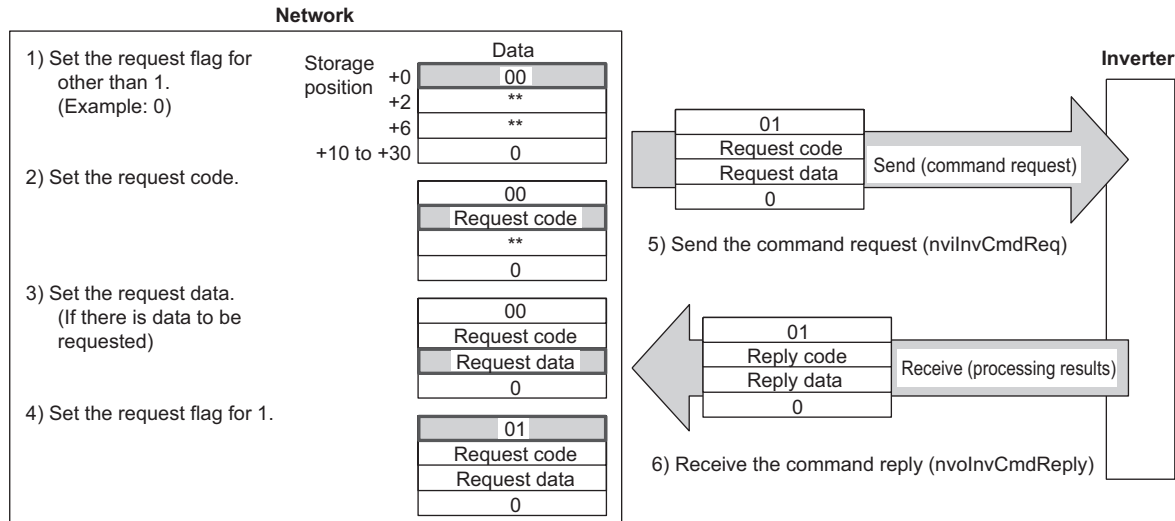 Network
1) Set the request flag for
other than 1.
(Example: 0)
Storage
position
Data
+0
00
+2
**
+6
**
+10 to +30
0
2) Set the request code.
00
Request code
**
0
3) Set the request data.
(If there is data to be
requested)
00
Request code
Request data
0
4) Set the request flag for 1.
01
Request code
Request data
0
Inverter
01
Request code
Request data
0
Send (command request)
5) Send the command request (nviInvCmdReq)
01
Reply code
Reply data
0
Receive (processing results)
6) Receive the command reply (nvoInvCmdReply)